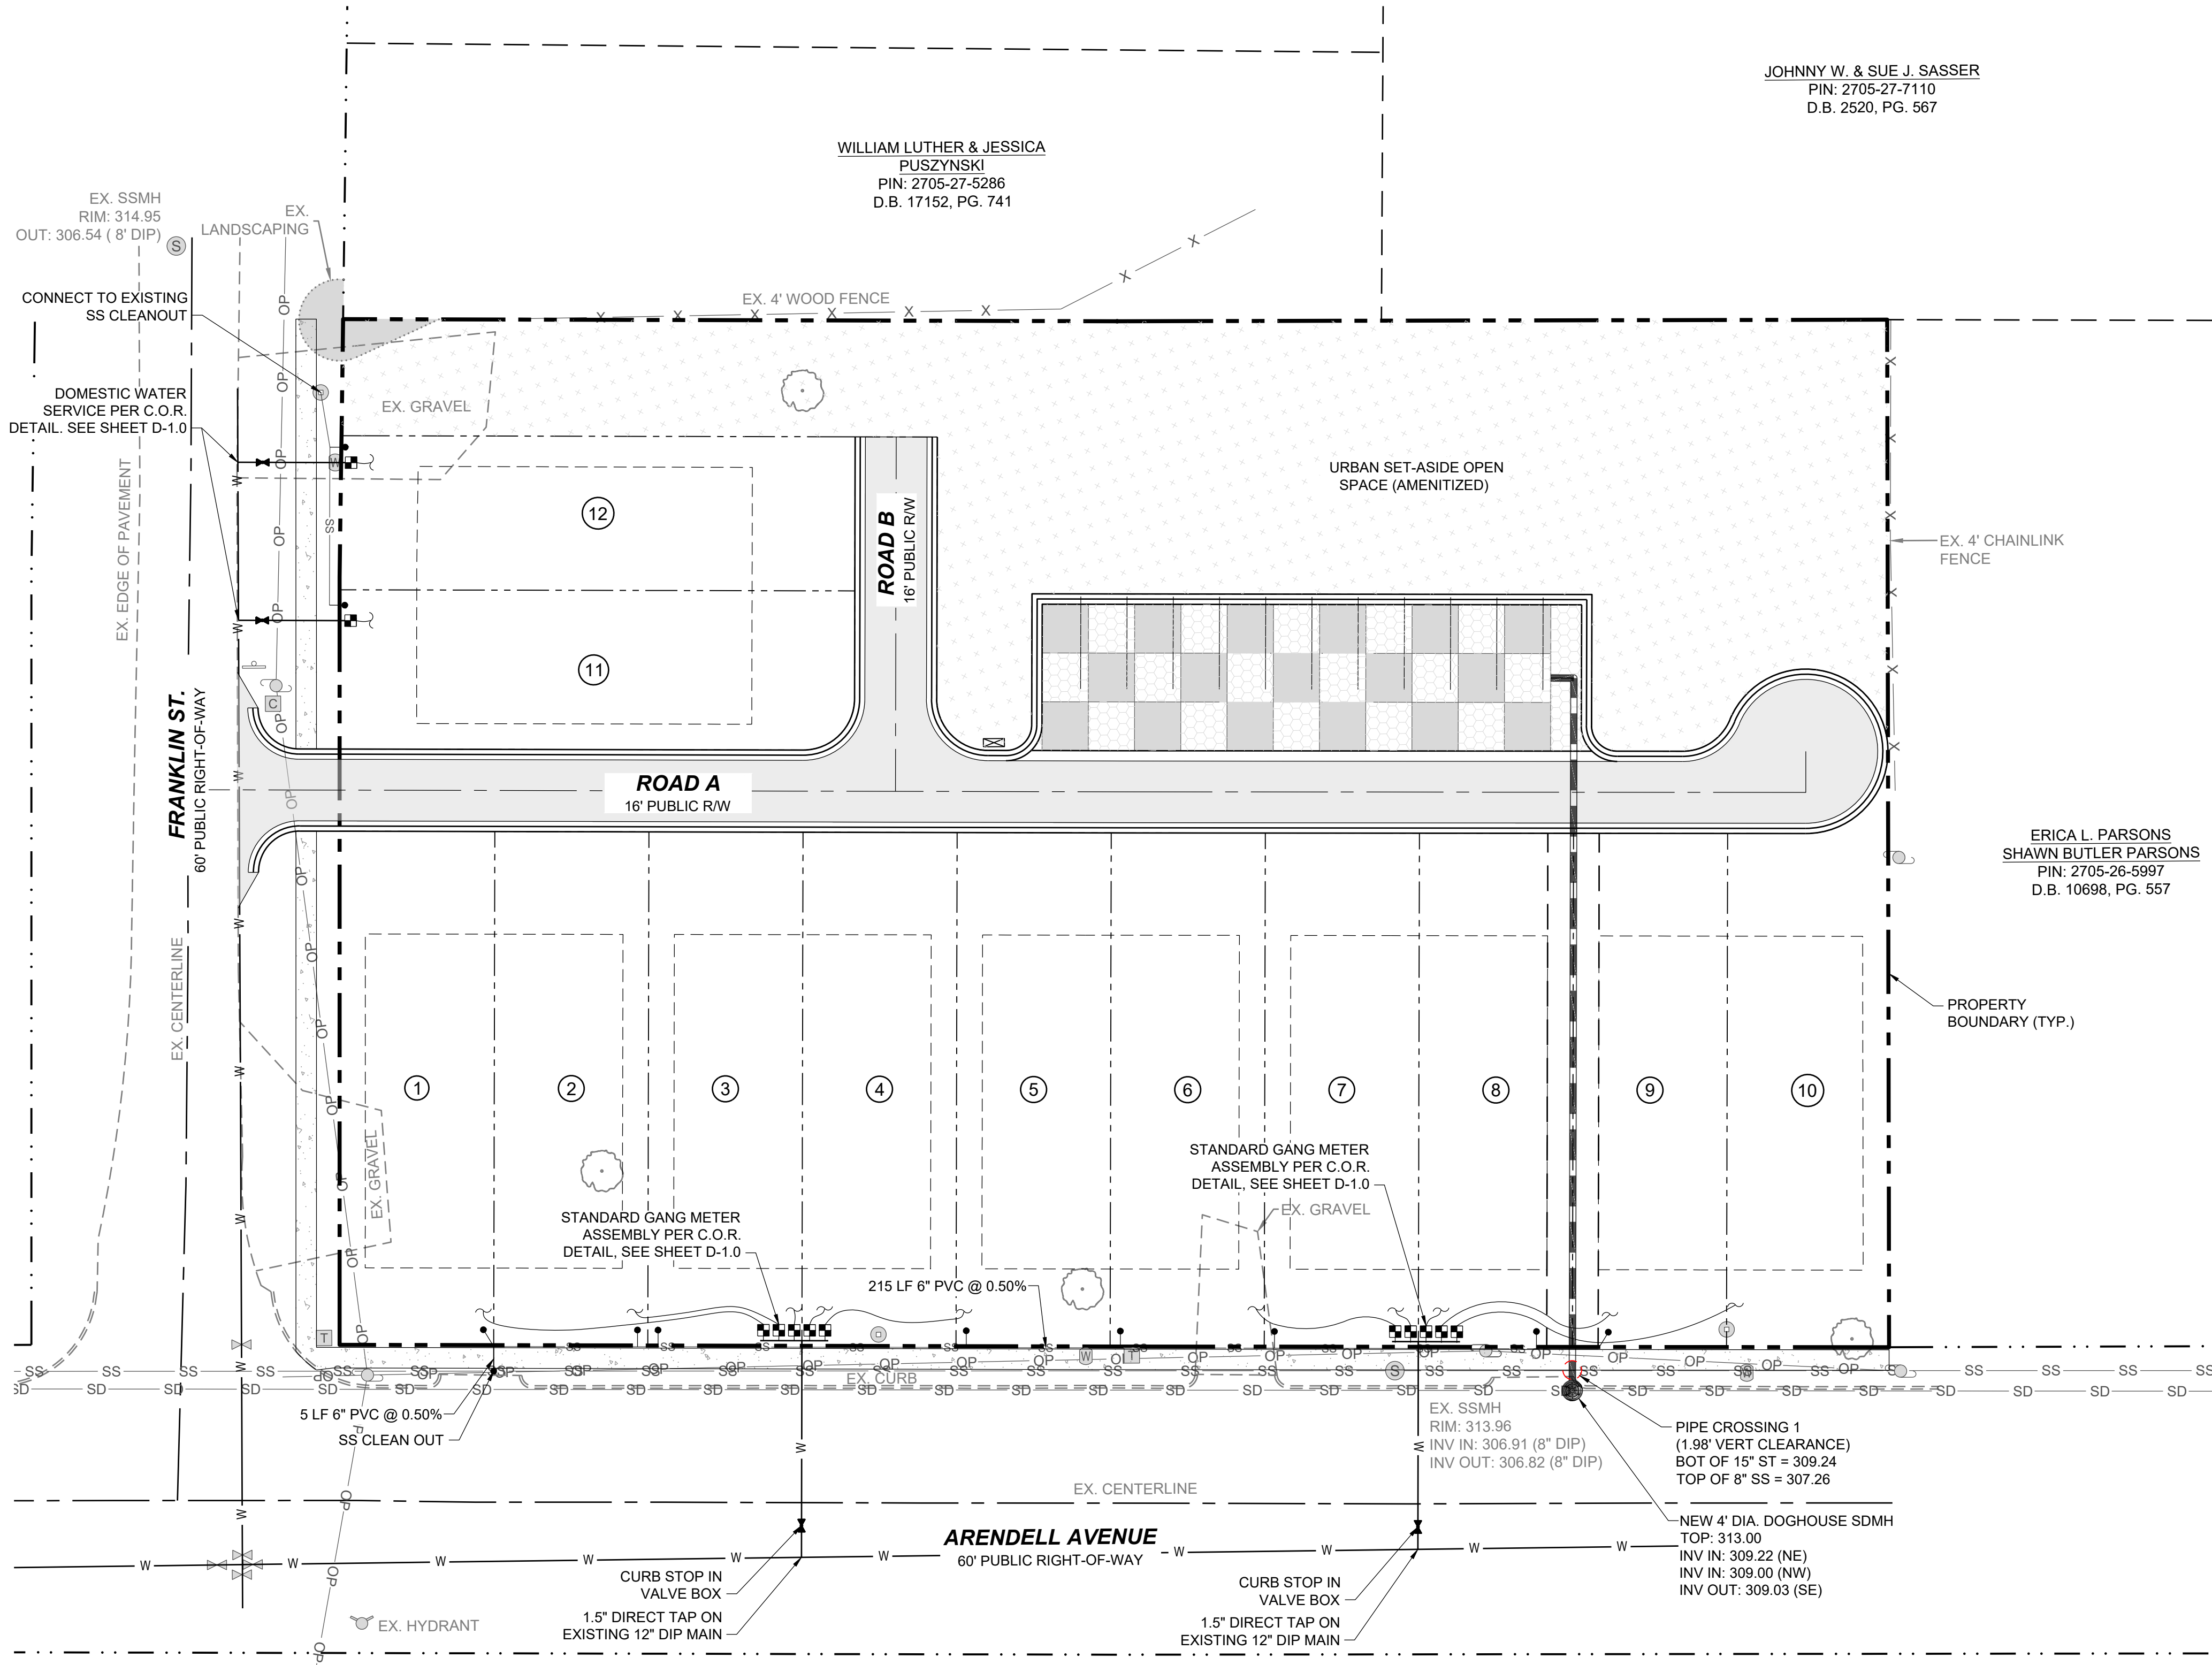 JOHNNY W. & SUE J. SASSER
PIN: 2705-27-7110
D.B. 2520, PG. 567
WILLIAM LUTHER & JESSICA
PUSZYNSKI
PIN: 2705-27-5286
D.B. 17152, PG. 741
EX. SSMH
RIM: 314.95
OUT: 306.54 ( 8' DIP)
S
EX.
LANDSCAPING
CONNECT TO EXISTING
SS CLEANOUT
EX. 4' WOOD FENCE
DOMESTIC WATER
SERVICE PER C.O.R.
DETAIL. SEE SHEET D-1.0
EX. GRAVEL
EX. EDGE OF PAVEMENT
URBAN SET-ASIDE OPEN
SPACE (AMENITIZED)
12
ROAD B
16' PUBLIC R/W
EX. 4' CHAINLINK
FENCE
11
C
FRANKLIN ST.
60' PUBLIC RIGHT-OF-WAY
ROAD A
16' PUBLIC R/W
ERICA L. PARSONS
SHAWN BUTLER PARSONS
PIN: 2705-26-5997
D.B. 10698, PG. 557
EX. CENTERLINE
PROPERTY
BOUNDARY (TYP.)
1
2
3
4
5
6
7
8
9
10
EX. GRAVEL
STANDARD GANG METER
ASSEMBLY PER C.O.R.
DETAIL, SEE SHEET D-1.0
EX. GRAVEL
STANDARD GANG METER
ASSEMBLY PER C.O.R.
DETAIL, SEE SHEET D-1.0
215 LF 6" PVC @ 0.50%
T
W
T
S
OP
SS
SD
W
X
EX. CURB
5 LF 6" PVC @ 0.50%
SS CLEAN OUT
EX. SSMH
RIM: 313.96
INV IN: 306.91 (8" DIP)
INV OUT: 306.82 (8" DIP)
PIPE CROSSING 1
(1.98' VERT CLEARANCE)
BOT OF 15" ST = 309.24
TOP OF 8" SS = 307.26
EX. CENTERLINE
ARENDELL AVENUE
60' PUBLIC RIGHT-OF-WAY
NEW 4' DIA. DOGHOUSE SDMH
TOP: 313.00
INV IN: 309.22 (NE)
INV IN: 309.00 (NW)
INV OUT: 309.03 (SE)
CURB STOP IN
VALVE BOX
1.5" DIRECT TAP ON
EXISTING 12" DIP MAIN
CURB STOP IN
VALVE BOX
1.5" DIRECT TAP ON
EXISTING 12" DIP MAIN
EX. HYDRANT